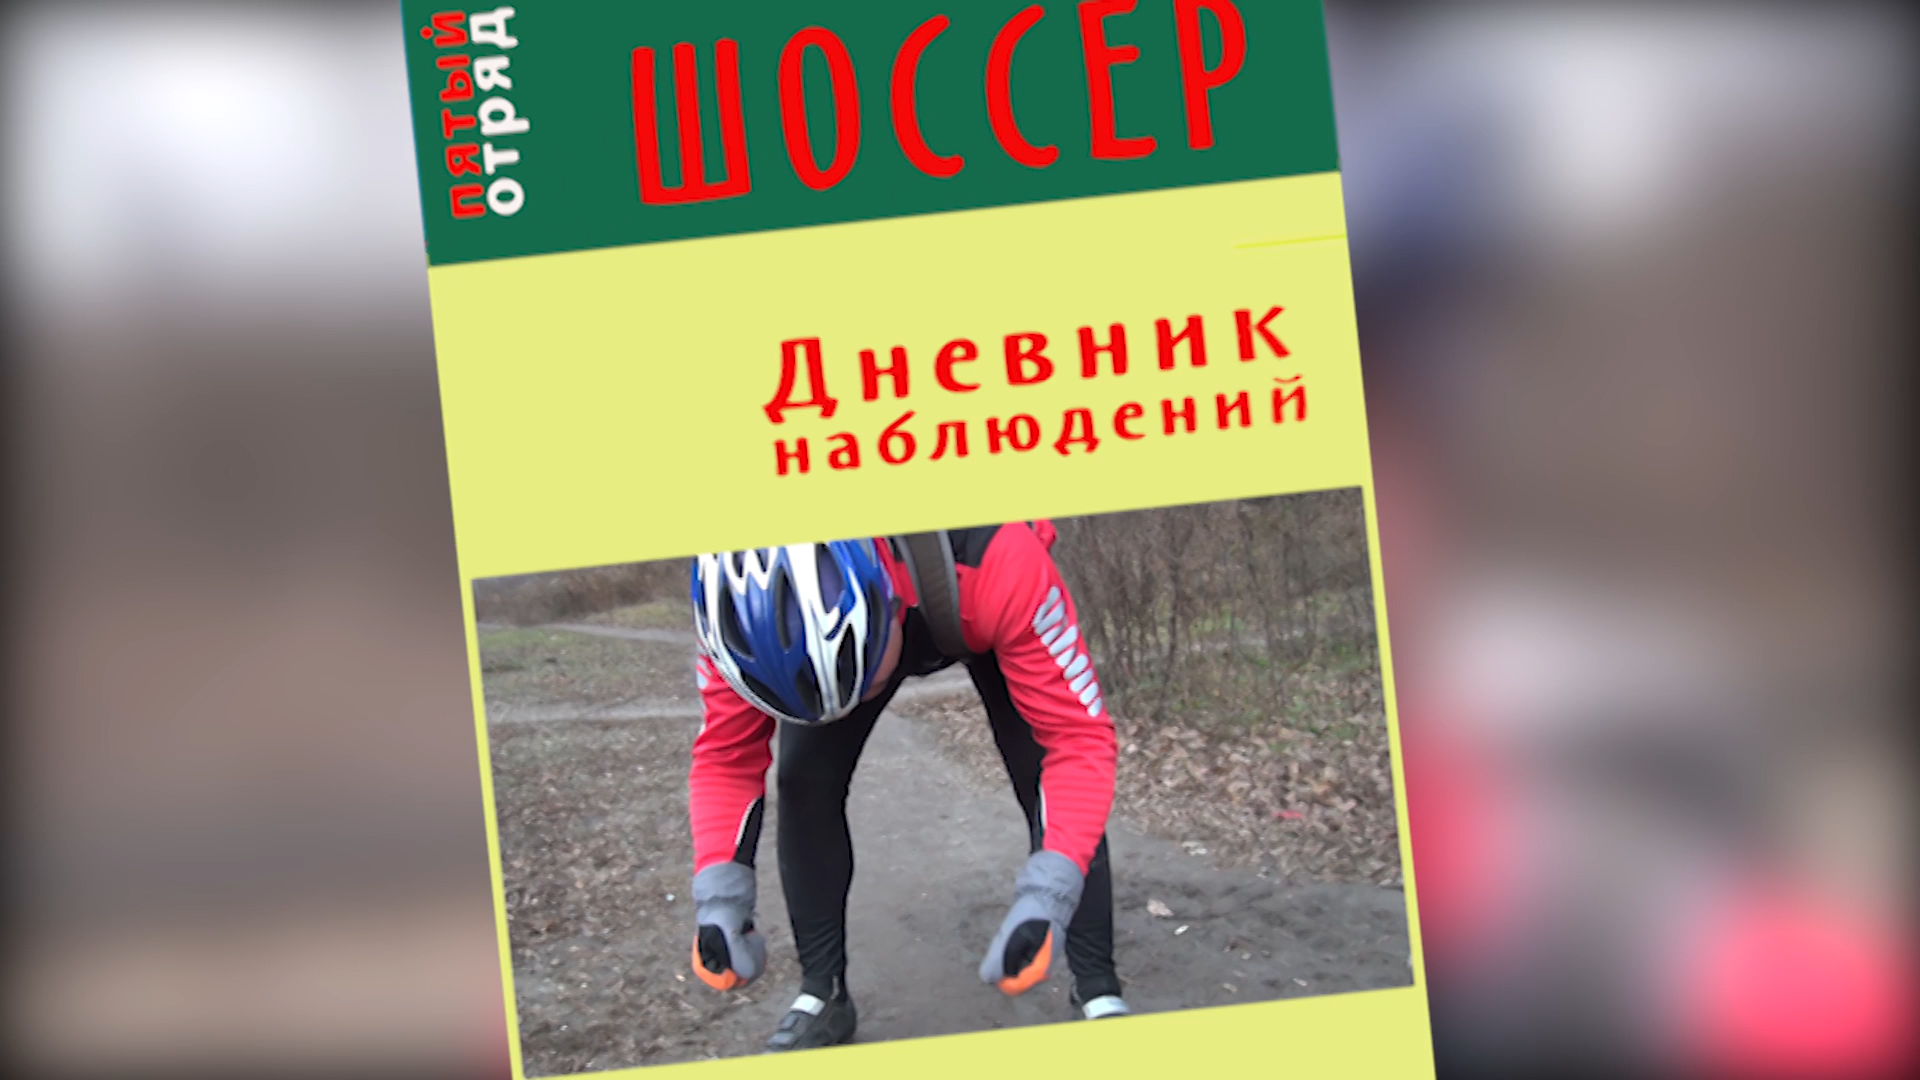 пятый
отряд
ШОССЕР
Дневник
наблюдений